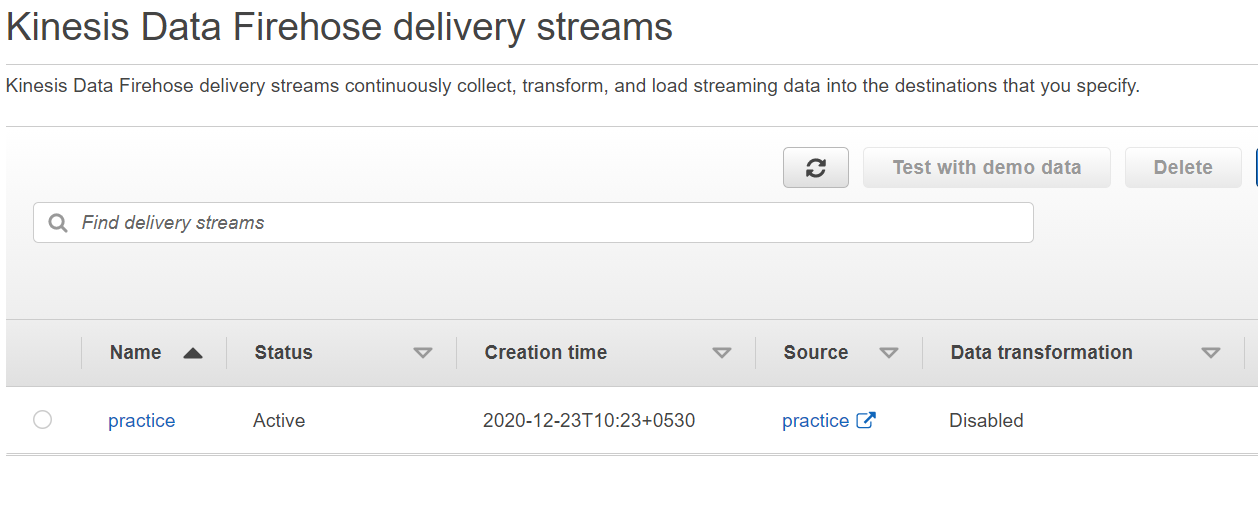 Kinesis Data Firehose delivery streams
Kinesis Data Firehose delivery streams continuously collect, transform, and load streaming data into the destinations that you specify.
Test with demo data Delete
Find delivery streams
Name Status Creation time Source Data transformation
practice Active 2020-12-23T10:23+0530 practice Disabled